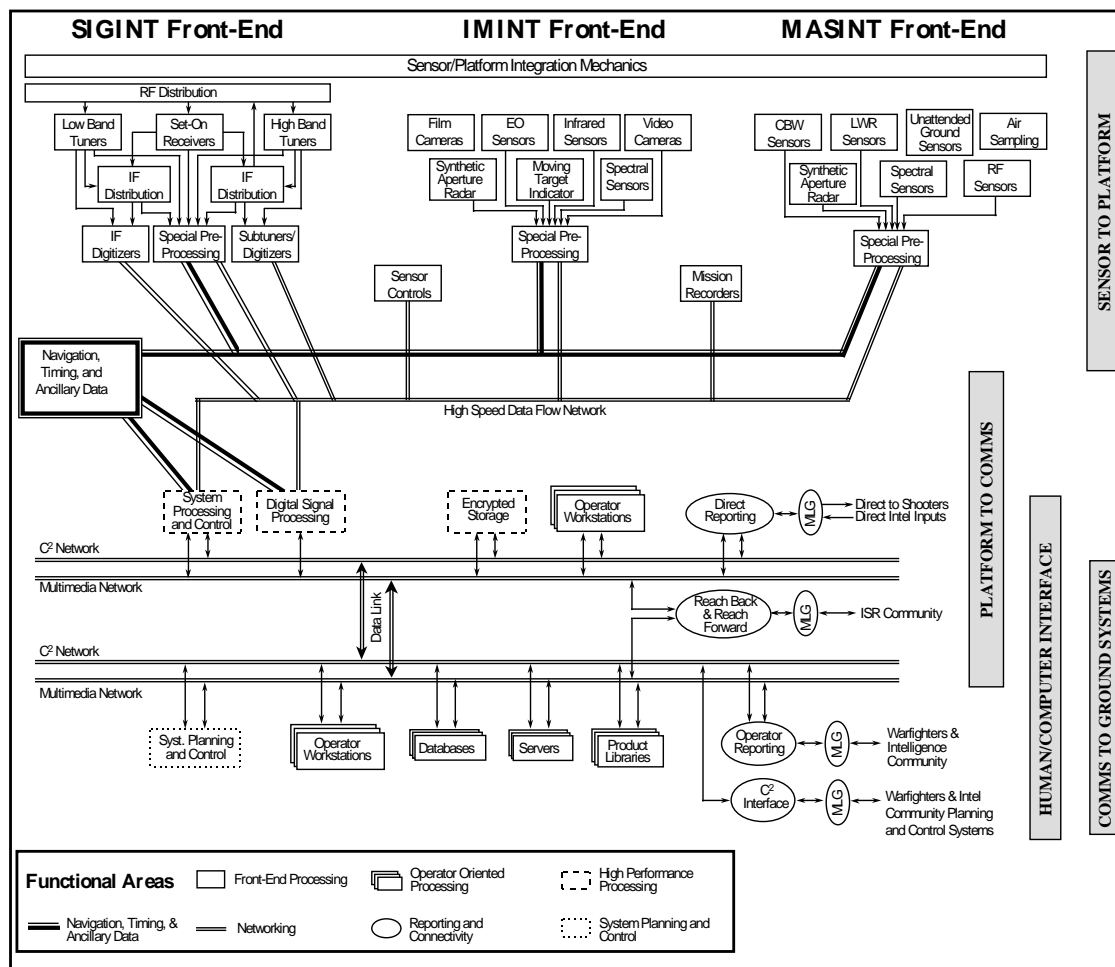 SIGINT Front-End
IMINT Front-End
MASINT Front-End
Sensor/Platform Integration Mechanics
RF Distribution
Low Band
Tuners
Set-On
Receivers
High Band
Tuners
IF
Distribution
IF
Distribution
IF
Digitizers
Special Pre-
Processing
Subtuners/
Digitizers
Film
Cameras
EO
Sensors
Infrared
Sensors
Video
Cameras
Synthetic
Aperture
Radar
Moving
Target
Indicator
Spectral
Sensors
Special Pre-
Processing
CBW
Sensors
LWR
Sensors
Unattended
Ground
Sensors
Air
Sampling
Synthetic
Aperture
Radar
Spectral
Sensors
RF
Sensors
Special Pre-
Processing
Sensor
Controls
Mission
Recorders
Navigation,
Timing, and
Ancillary Data
High Speed Data Flow Network
System
Processing
and Control
Digital Signal
Processing
Encrypted
Storage
Operator
Workstations
Direct
Reporting
MLG
Direct to Shooters
Direct Intel Inputs
C² Network
Multimedia Network
Data Link
Reach Back
& Reach
Forward
MLG
ISR Community
C² Network
Multimedia Network
Syst. Planning
and Control
Operator
Workstations
Databases
Servers
Product
Libraries
Operator
Reporting
MLG
Warfighters &
Intelligence
Community
C²
Interface
MLG
Warfighters & Intel
Community Planning
and Control Systems
SENSOR TO PLATFORM
PLATFORM TO COMMS
HUMAN/COMPUTER INTERFACE
COMMS TO GROUND SYSTEMS
Functional Areas
Front-End Processing
Operator Oriented
Processing
High Performance
Processing
Navigation, Timing, &
Ancillary Data
Networking
Reporting and
Connectivity
System Planning and
Control